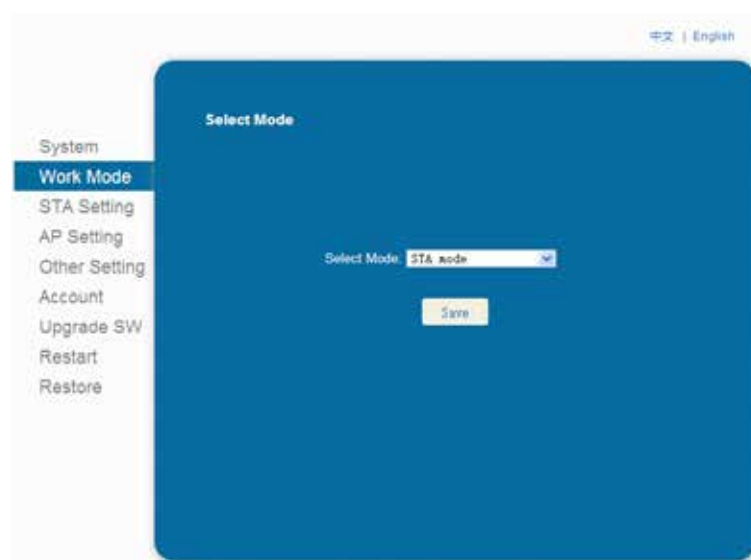 中文 | English
Select Mode
System
Work Mode
STA Setting
AP Setting
Other Setting
Account
Upgrade SW
Restart
Restore
Select Mode: STA mode
Save